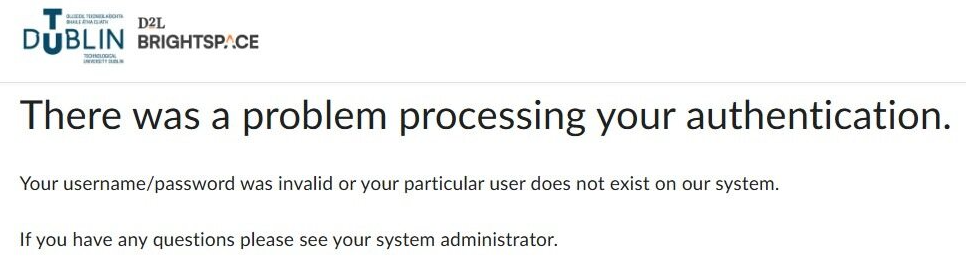 OLLSCOIL TEICNEOLAÍOCHTA
BHAILE ÁTHA CLIATH
DUBLIN
TECHNOLOGICAL
UNIVERSITY DUBLIN
D2L
BRIGHTSPACE
There was a problem processing your authentication.
Your username/password was invalid or your particular user does not exist on our system.
If you have any questions please see your system administrator.